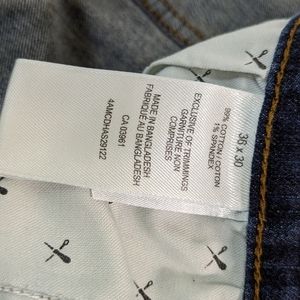 36 x 30
99% COTTON / COTON
1% SPANDEX
EXCLUSIVE OF TRIMMINGS
GARNITURE NON
COMPRISES
MADE IN BANGLADESH
FABRIQUÉ AU BANGLADESH
CA 03961
4AMCDHAS29122